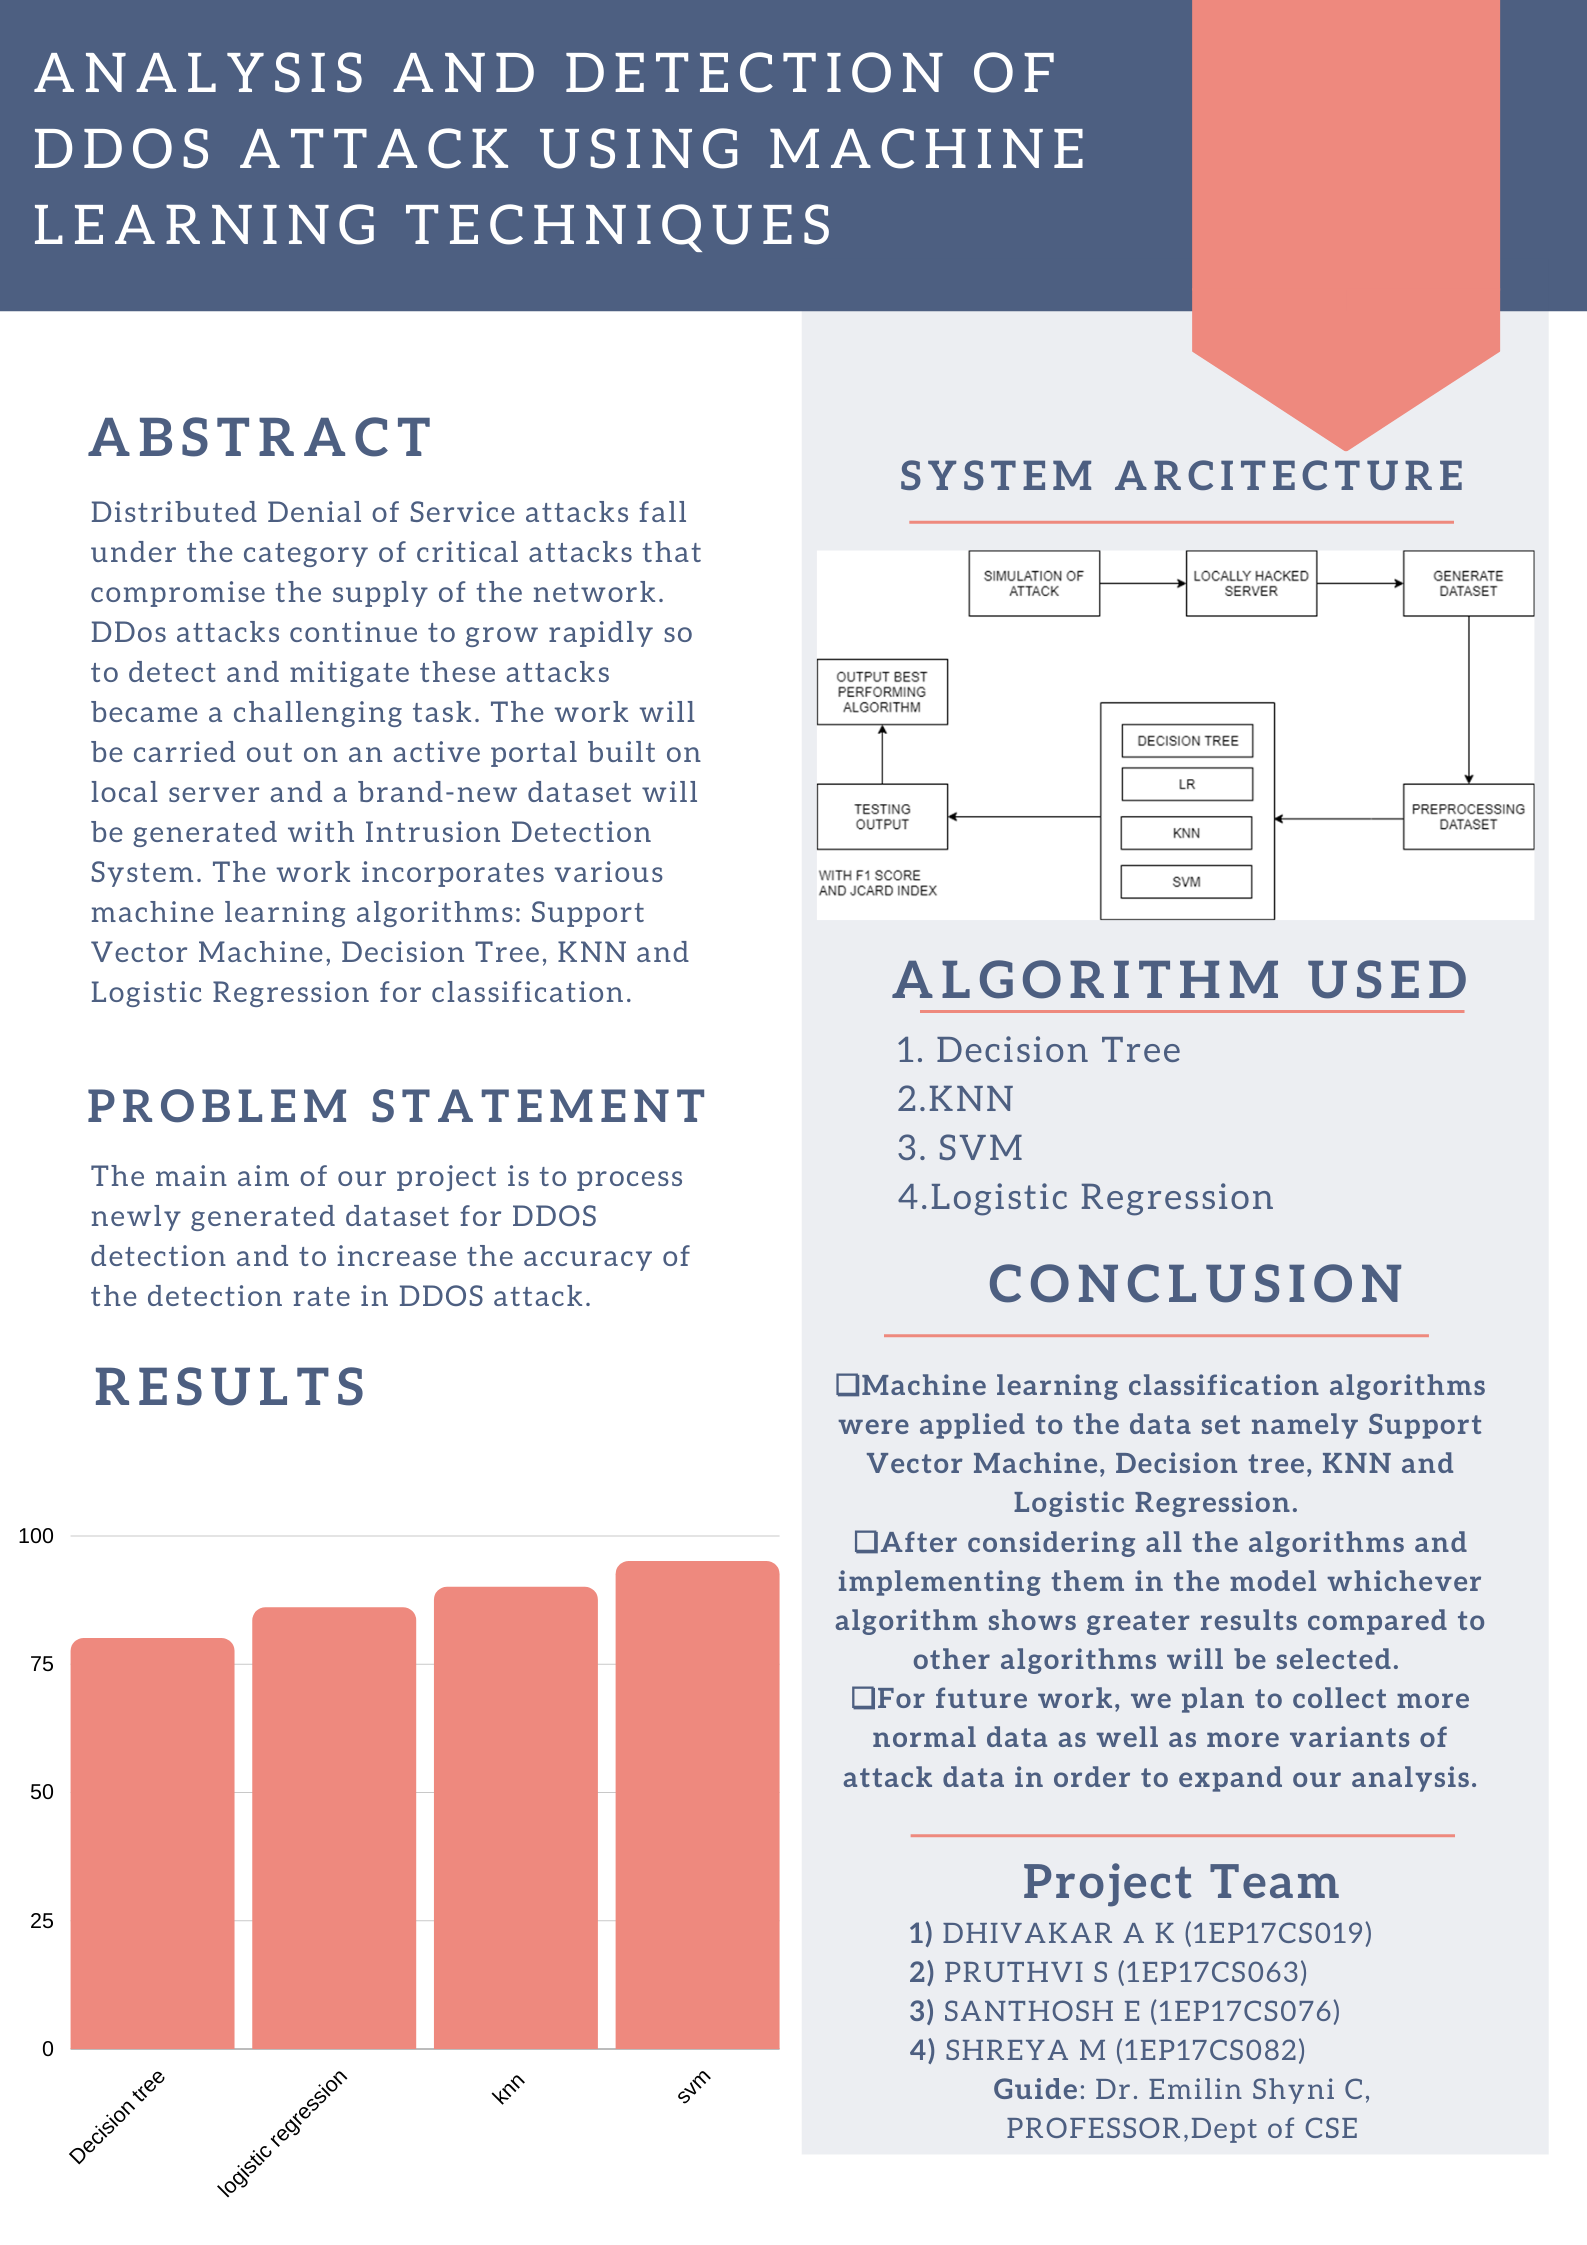 ANALYSIS AND DETECTION OF
DDOS ATTACK USING MACHINE
LEARNING TECHNIQUES
ABSTRACT
Distributed Denial of Service attacks fall
under the category of critical attacks that
compromise the supply of the network.
DDos attacks continue to grow rapidly so
to detect and mitigate these attacks
became a challenging task. The work will
be carried out on an active portal built on
local server and a brand-new dataset will
be generated with Intrusion Detection
System. The work incorporates various
machine learning algorithms: Support
Vector Machine, Decision Tree, KNN and
Logistic Regression for classification.
PROBLEM STATEMENT
The main aim of our project is to process
newly generated dataset for DDOS
detection and to increase the accuracy of
the detection rate in DDOS attack.
RESULTS
100
75
50
25
0
Decision tree
logistic regression
knn
svm
SYSTEM ARCITECTURE
SIMULATION OF
ATTACK
LOCALLY HACKED
SERVER
GENERATE
DATASET
OUTPUT BEST
PERFORMING
ALGORITHM
DECISION TREE
LR
KNN
SVM
TESTING
OUTPUT
PREPROCESSING
DATASET
WITH F1 SCORE
AND JCARD INDEX
ALGORITHM USED
1. Decision Tree
2.KNN
3. SVM
4.Logistic Regression
CONCLUSION
❑Machine learning classification algorithms
were applied to the data set namely Support
Vector Machine, Decision tree, KNN and
Logistic Regression.
❑After considering all the algorithms and
implementing them in the model whichever
algorithm shows greater results compared to
other algorithms will be selected.
❑For future work, we plan to collect more
normal data as well as more variants of
attack data in order to expand our analysis.
Project Team
1) DHIVAKAR A K (1EP17CS019)
2) PRUTHVI S (1EP17CS063)
3) SANTHOSH E (1EP17CS076)
4) SHREYA M (1EP17CS082)
Guide: Dr. Emilin Shyni C,
PROFESSOR,Dept of CSE